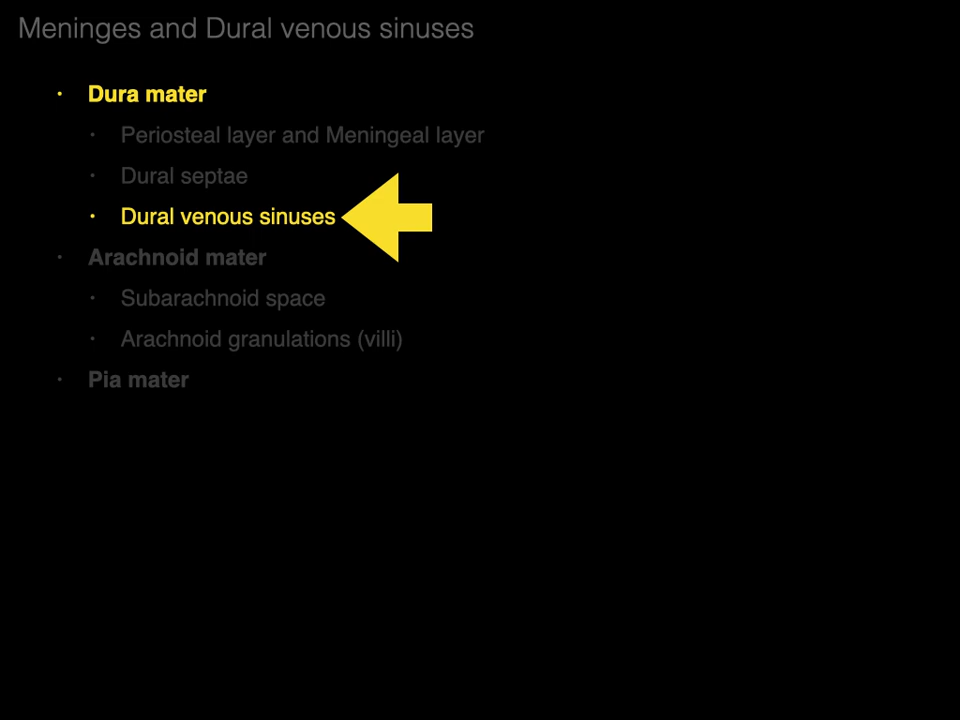 Meninges and Dural venous sinuses
• Dura mater
• Periosteal layer and Meningeal layer
• Dural septae
• Dural venous sinuses
• Arachnoid mater
• Subarachnoid space
• Arachnoid granulations (villi)
• Pia mater